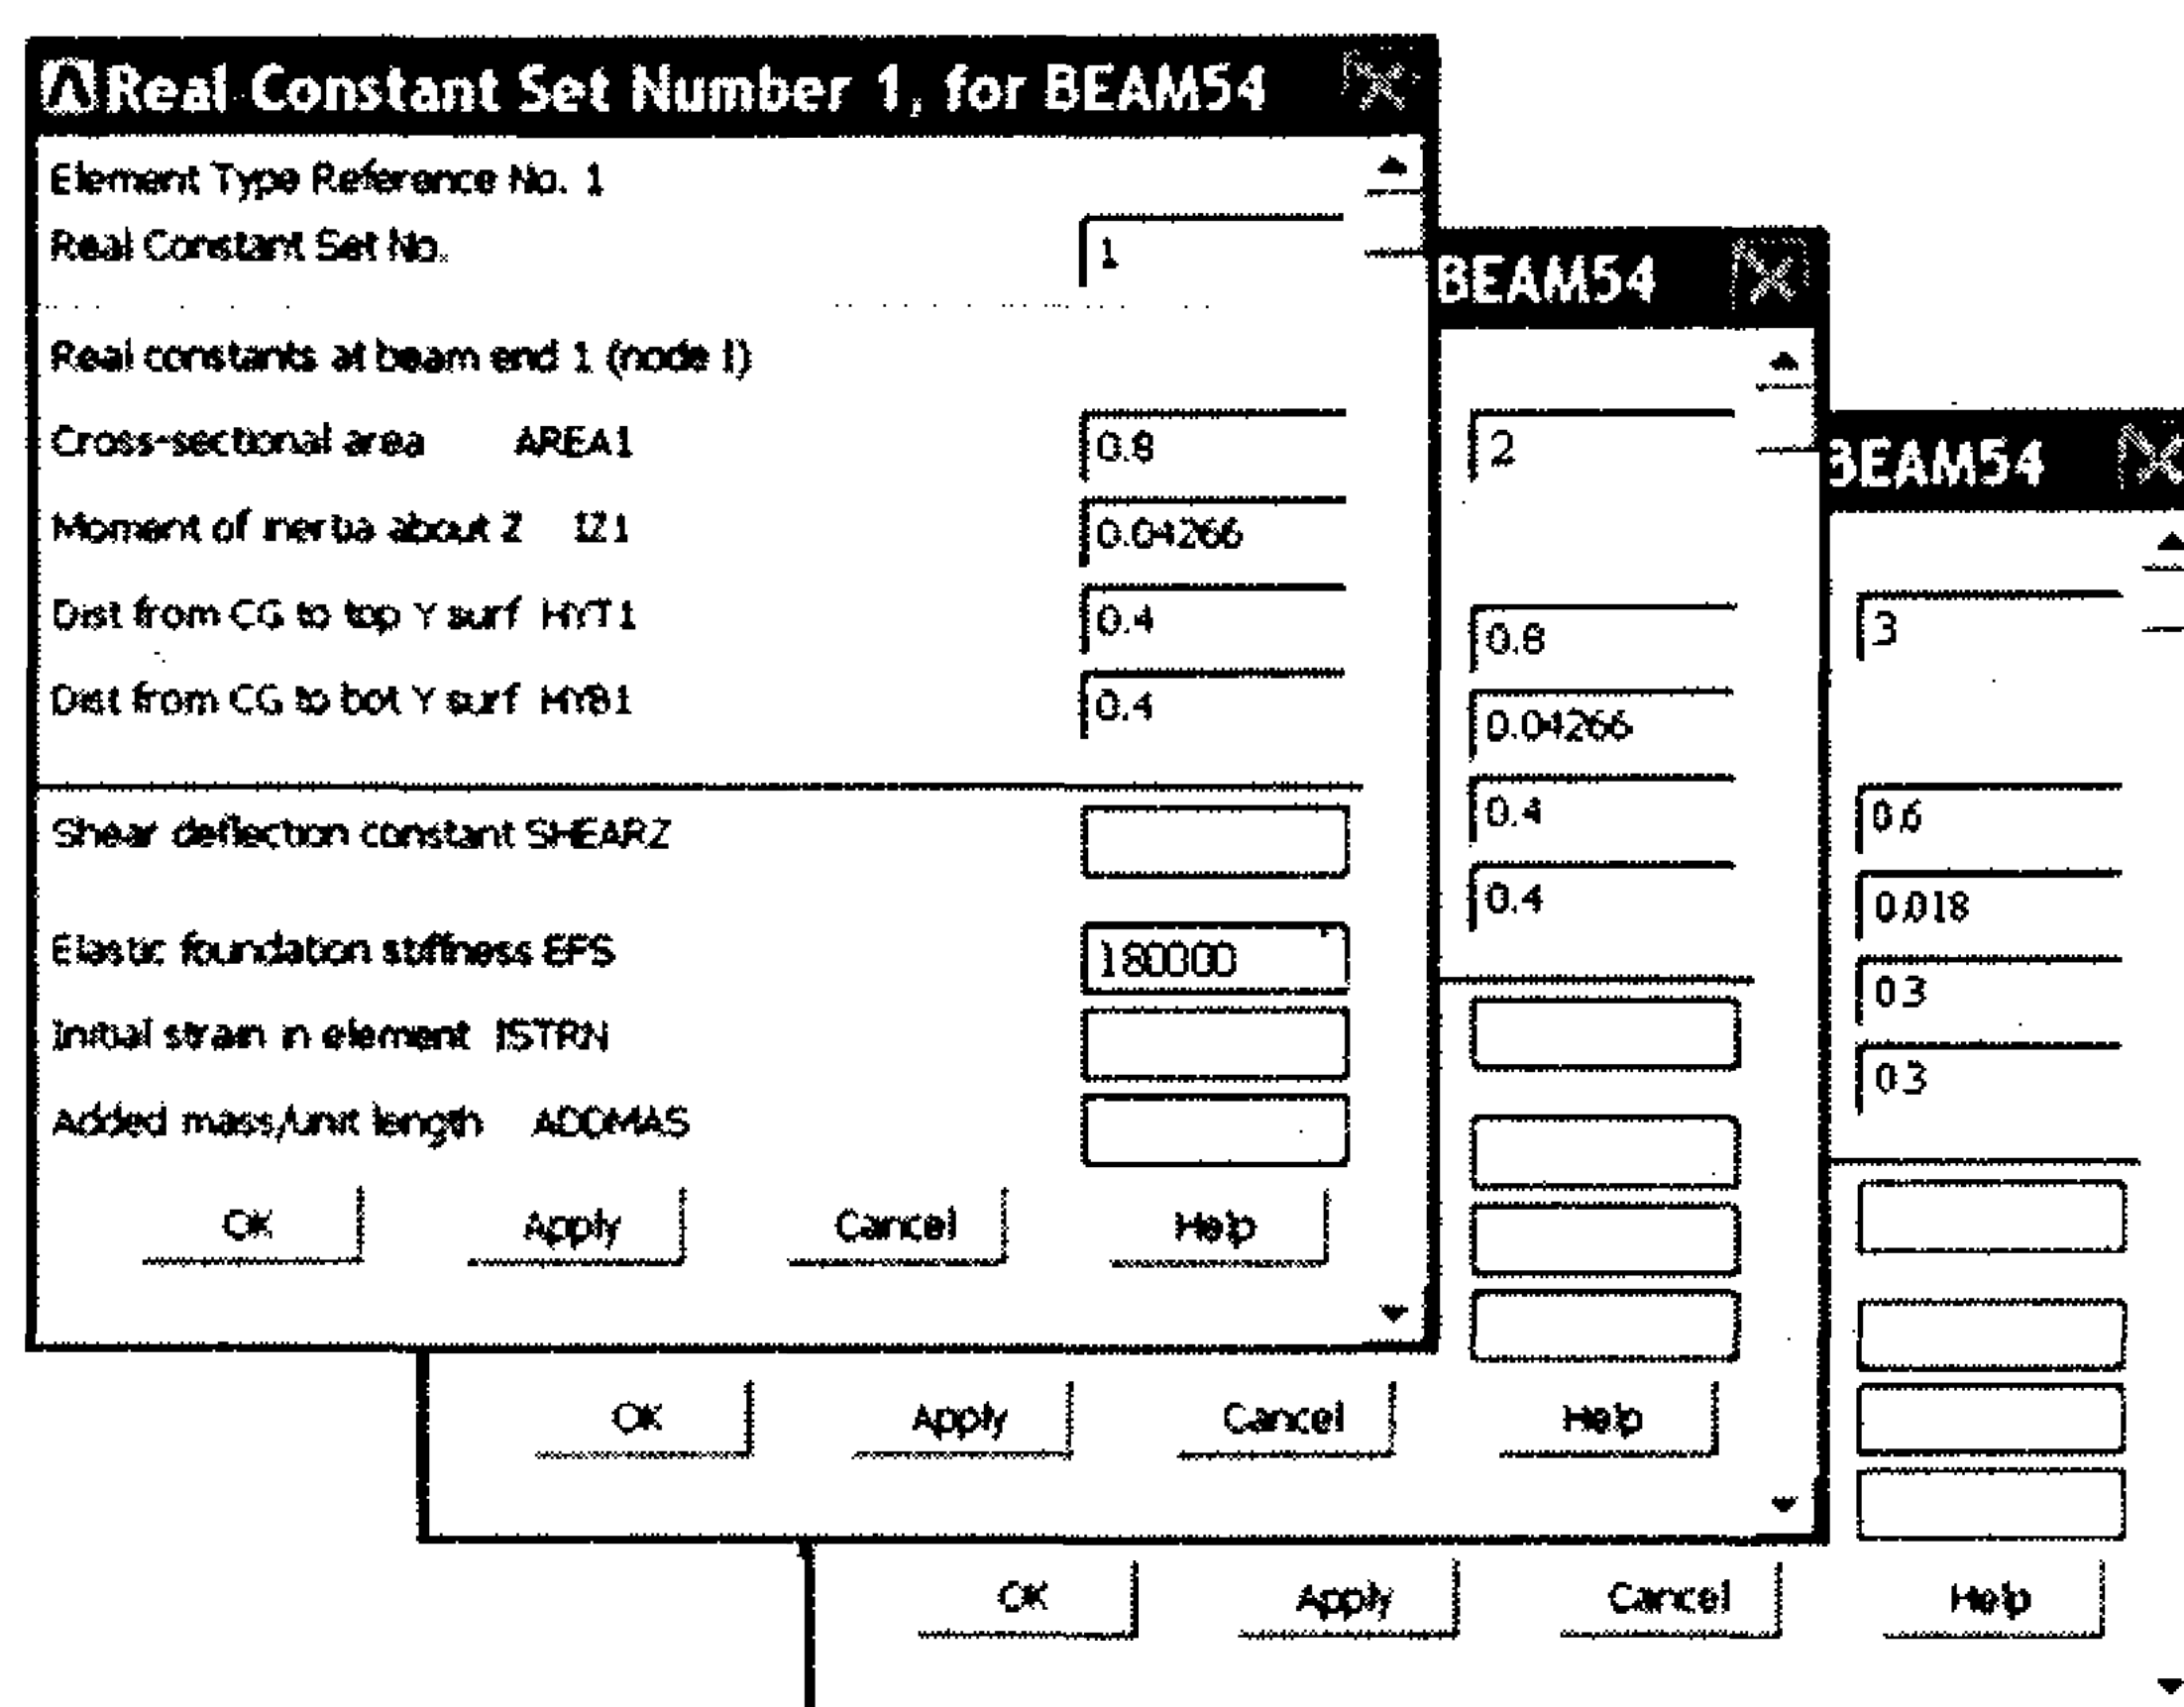 Real Constant Set Number 1, for BEAM54
Element Type Reference No. 1
Real Constant Set No. 1
Real constants at beam end 1 (node I)
Cross-sectional area AREA1 0.8
Moment of inertia about Z IZ1 0.04266
Dist from CG to top Y surf HYT1 0.4
Dist from CG to bot Y surf HYB1 0.4
Shear deflection constant SHEARZ
Elastic foundation stiffness EFS 180000
Initial strain in element ISTRN
Added mass/unit length ADDMAS
OK Apply Cancel Help
BEAM54
2
0.8
0.04266
0.4
0.4
OK Apply Cancel Help
BEAM54
3
0.6
0.018
0.3
0.3
OK Apply Cancel Help